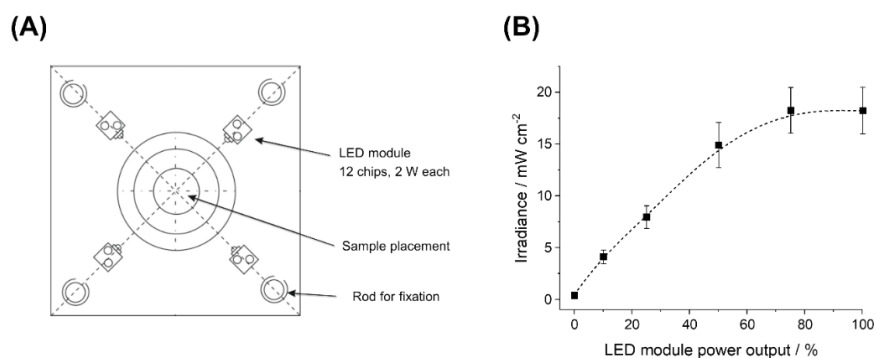 (A)
LED module
12 chips, 2 W each
Sample placement
Rod for fixation
(B)
Irradiance / mW cm⁻²
20
15
10
5
0
0 20 40 60 80 100
LED module power output / %